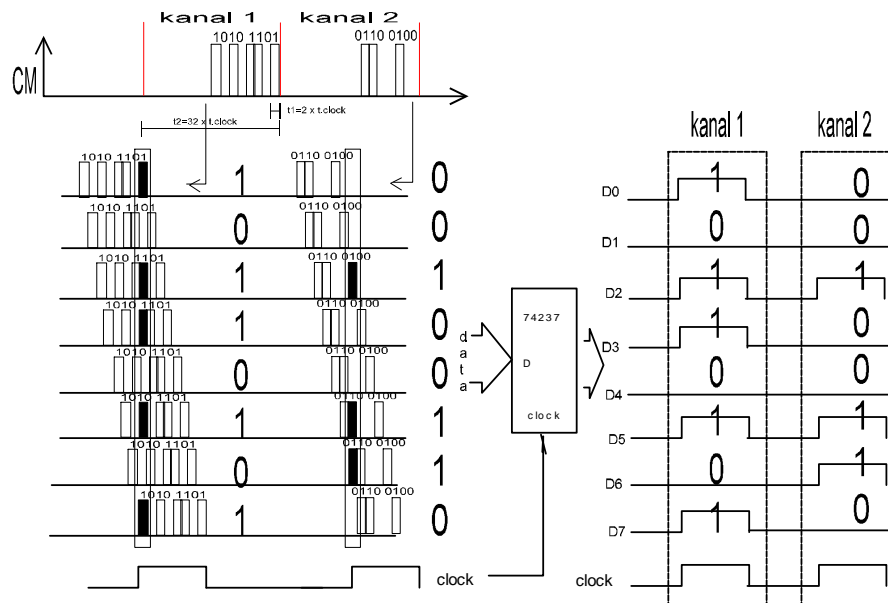 kanal 1 kanal 2
1010 1101 0110 0100
CM
t1=2 x t.clock
t2=32 x t.clock
1010 1101 1 0110 0100 0
1010 1101 0 0110 0100 0
1010 1101 1 0110 0100 1
1010 1101 1 0110 0100 0
1010 1101 0 0110 0100 0
1010 1101 1 0110 0100 1
1010 1101 0 0110 0100 1
1010 1101 1 0110 0100 0
clock
data
74237
D
clock
kanal 1 kanal 2
D0 1 0
D1 0 0
D2 1 1
D3 1 0
D4 0 0
D5 1 1
D6 0 1
D7 1 0
clock